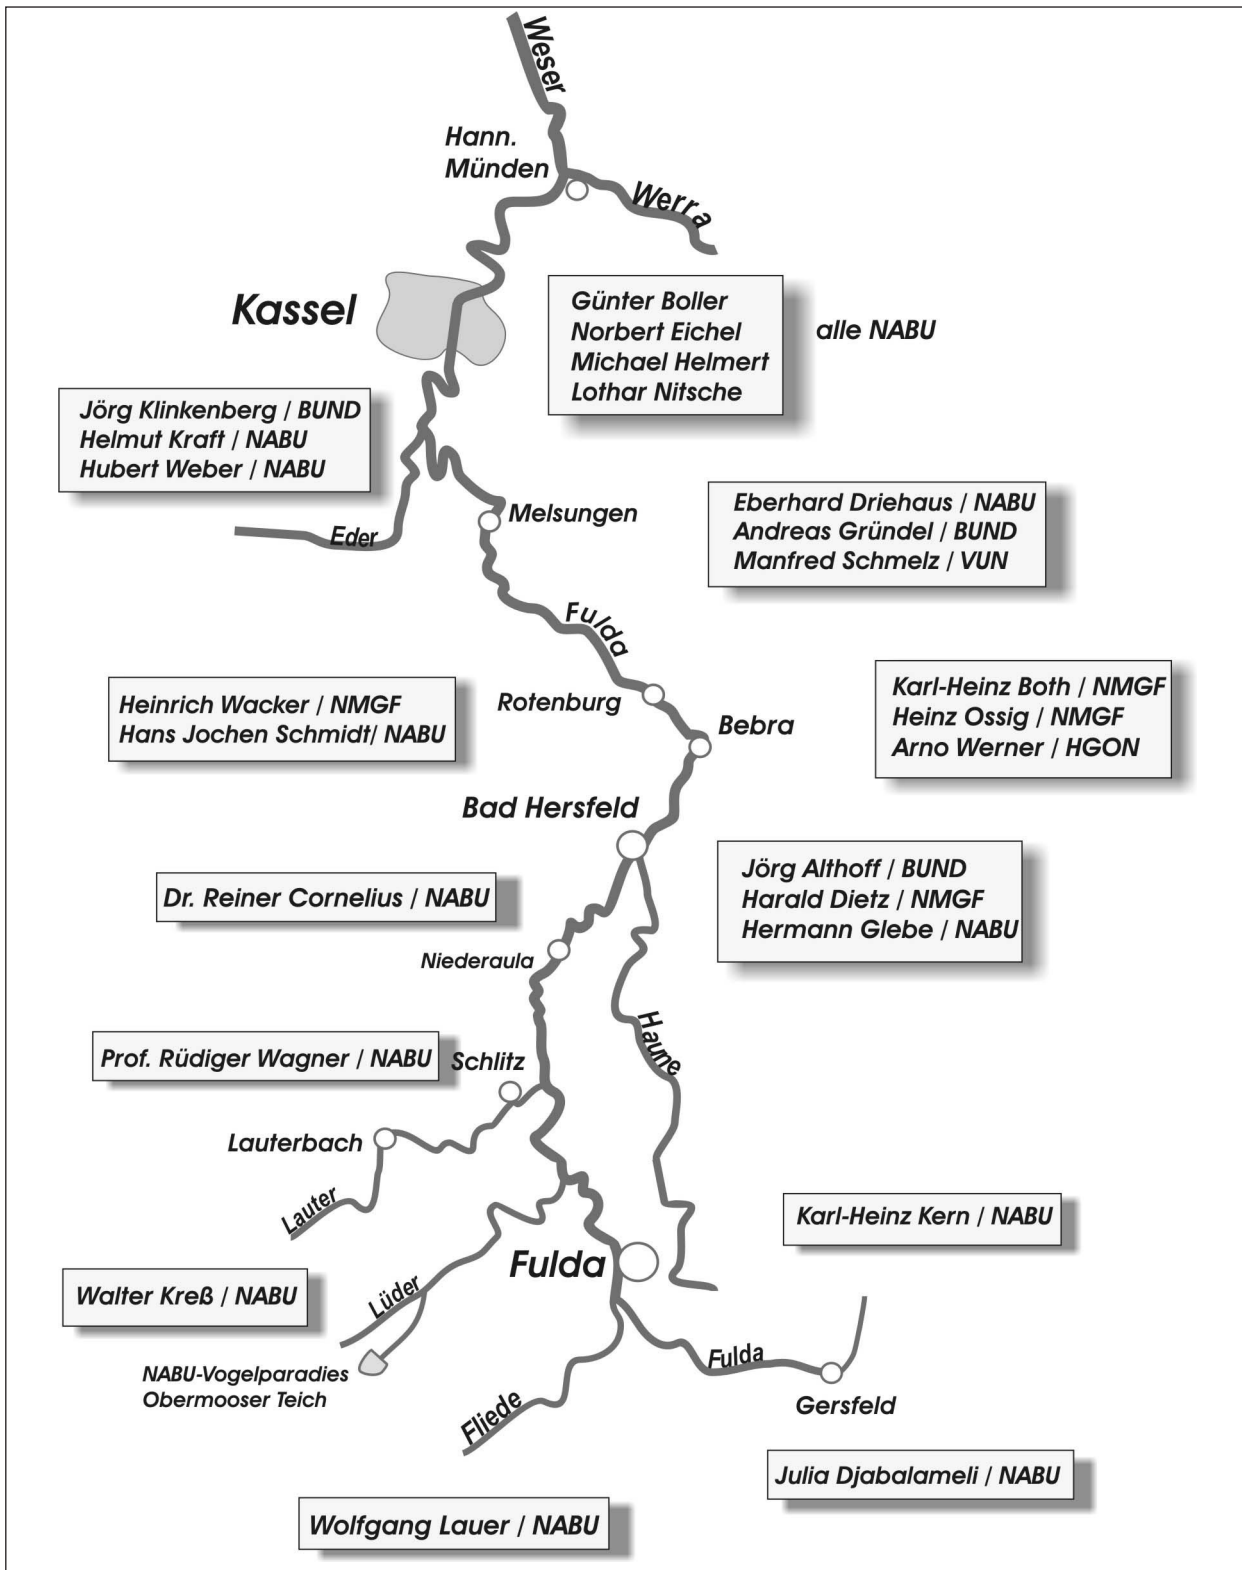 Weser
Hann.
Münden
Werra
Kassel
Günter Boller
Norbert Eichel
Michael Helmert
Lothar Nitsche
alle NABU
Jörg Klinkenberg / BUND
Helmut Kraft / NABU
Hubert Weber / NABU
Eder
Melsungen
Eberhard Driehaus / NABU
Andreas Gründel / BUND
Manfred Schmelz / VUN
Fulda
Heinrich Wacker / NMGF
Hans Jochen Schmidt/ NABU
Rotenburg
Bebra
Karl-Heinz Both / NMGF
Heinz Ossig / NMGF
Arno Werner / HGON
Bad Hersfeld
Jörg Althoff / BUND
Harald Dietz / NMGF
Hermann Glebe / NABU
Dr. Reiner Cornelius / NABU
Niederaula
Haune
Prof. Rüdiger Wagner / NABU
Schlitz
Lauterbach
Lauter
Karl-Heinz Kern / NABU
Fulda
Walter Kreß / NABU
Lüder
NABU-Vogelparadies
Obermooser Teich
Fulda
Gersfeld
Fliede
Julia Djabalameli / NABU
Wolfgang Lauer / NABU